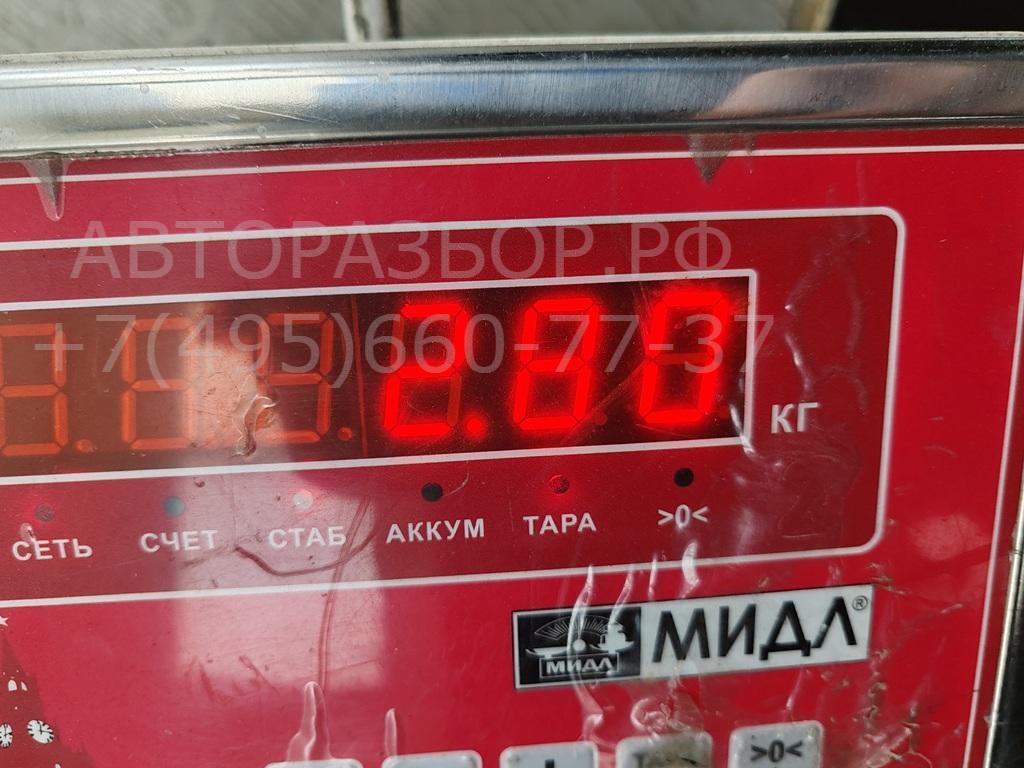 АВТОРАЗБОР.РФ
+7(495)660-77-37
2.80
КГ
СЕТЬ СЧЕТ СТАБ АККУМ ТАРА >0<
МИДЛ МИДЛ®
>0<